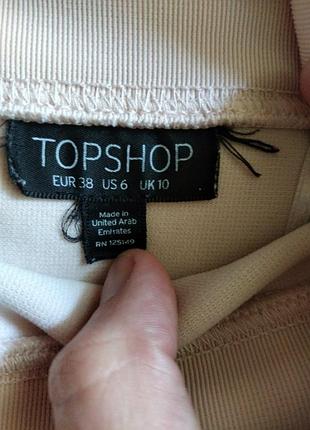 TOPSHOP
EUR 38 US 6 UK 10
Made in
United Arab
Emirates
RN 125149